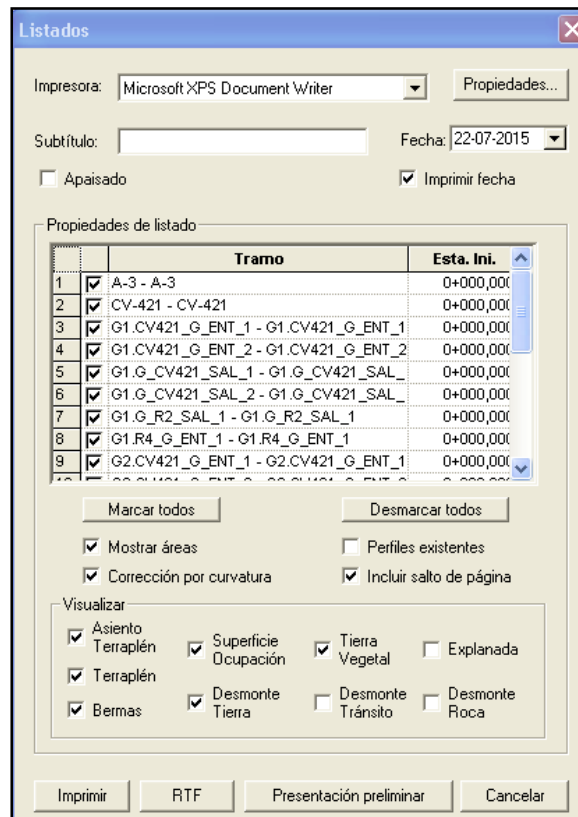 Listados
Impresora: Microsoft XPS Document Writer Propiedades...
Subtítulo: Fecha: 22-07-2015
Apaisado Imprimir fecha
Propiedades de listado
Tramo Esta. Ini.
1 A-3 - A-3 0+000,000
2 CV-421 - CV-421 0+000,000
3 G1.CV421_G_ENT_1 - G1.CV421_G_ENT_1 0+000,000
4 G1.CV421_G_ENT_2 - G1.CV421_G_ENT_2 0+000,000
5 G1.G_CV421_SAL_1 - G1.G_CV421_SAL_ 0+000,000
6 G1.G_CV421_SAL_2 - G1.G_CV421_SAL_ 0+000,000
7 G1.G_R2_SAL_1 - G1.G_R2_SAL_1 0+000,000
8 G1.R4_G_ENT_1 - G1.R4_G_ENT_1 0+000,000
9 G2.CV421_G_ENT_1 - G2.CV421_G_ENT_1 0+000,000
Marcar todos Desmarcar todos
Mostrar áreas Perfiles existentes
Corrección por curvatura Incluir salto de página
Visualizar
Asiento Terraplén Superficie Ocupación Tierra Vegetal Explanada
Terraplén
Bermas Desmonte Tierra Desmonte Tránsito Desmonte Roca
Imprimir RTF Presentación preliminar Cancelar